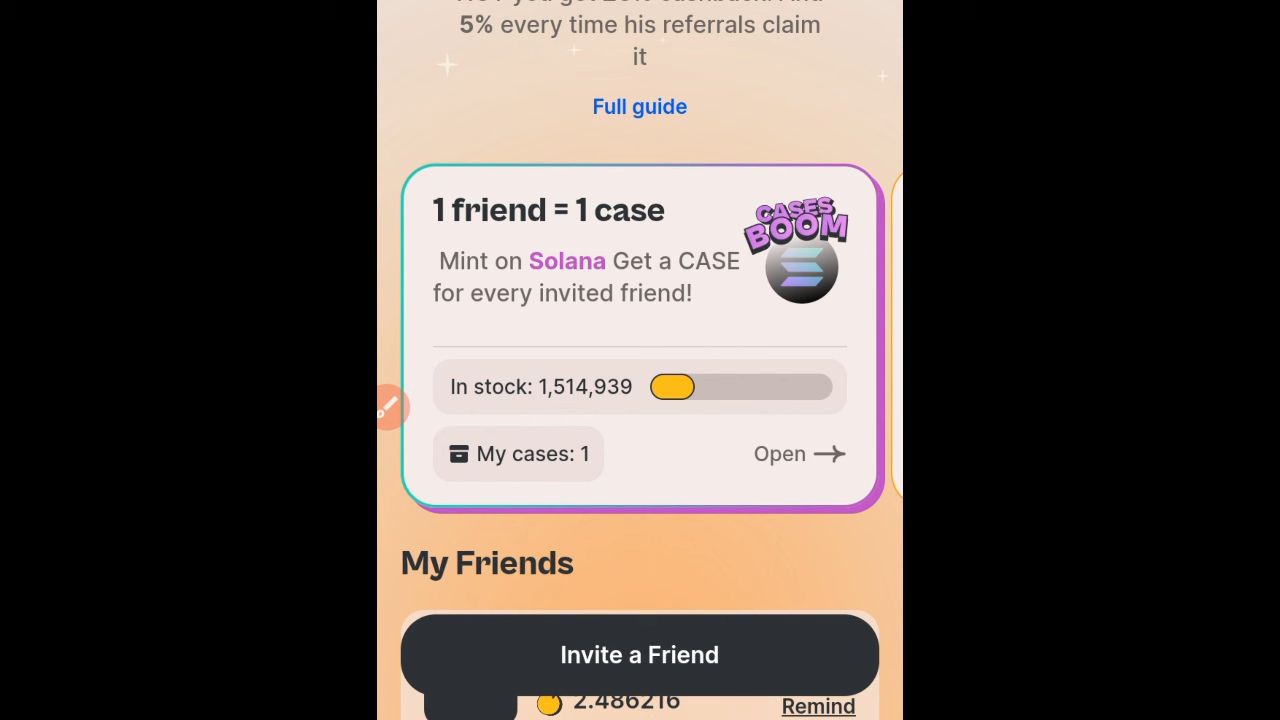 5% every time his referrals claim
it
Full guide
1 friend = 1 case
CASES
BOOM
Mint on Solana Get a CASE
for every invited friend!
In stock: 1,514,939
My cases: 1
Open
My Friends
Invite a Friend
2.486216
Remind